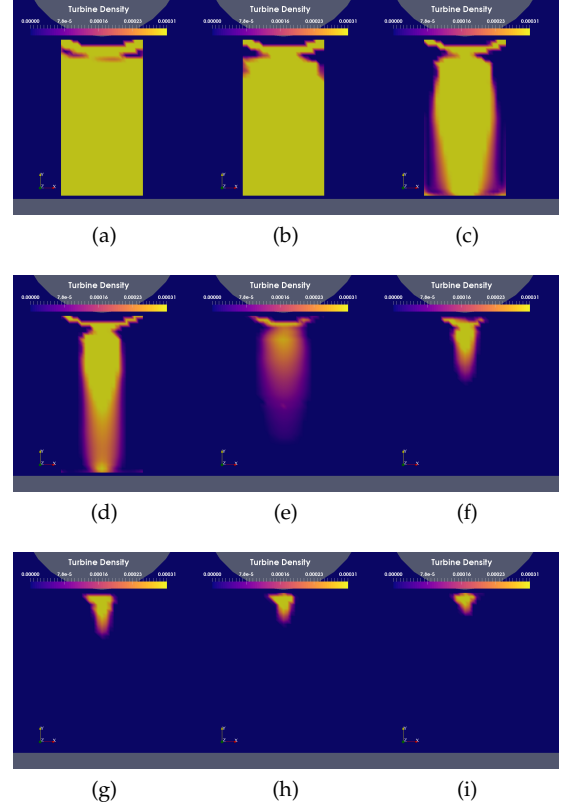 Turbine Density Turbine Density Turbine Density
0.00000 7.8e-5 0.00016 0.00023 0.00031 0.00000 7.8e-5 0.00016 0.00023 0.00031 0.00000 7.8e-5 0.00016 0.00023 0.00031
Y Y Y
Z X Z X Z X
(a) (b) (c)
Turbine Density Turbine Density Turbine Density
0.00000 7.8e-5 0.00016 0.00023 0.00031 0.00000 7.8e-5 0.00016 0.00023 0.00031 0.00000 7.8e-5 0.00016 0.00023 0.00031
Y Y Y
Z X Z X Z X
(d) (e) (f)
Turbine Density Turbine Density Turbine Density
0.00000 7.8e-5 0.00016 0.00023 0.00031 0.00000 7.8e-5 0.00016 0.00023 0.00031 0.00000 7.8e-5 0.00016 0.00023 0.00031
Y Y Y
Z X Z X Z X
(g) (h) (i)